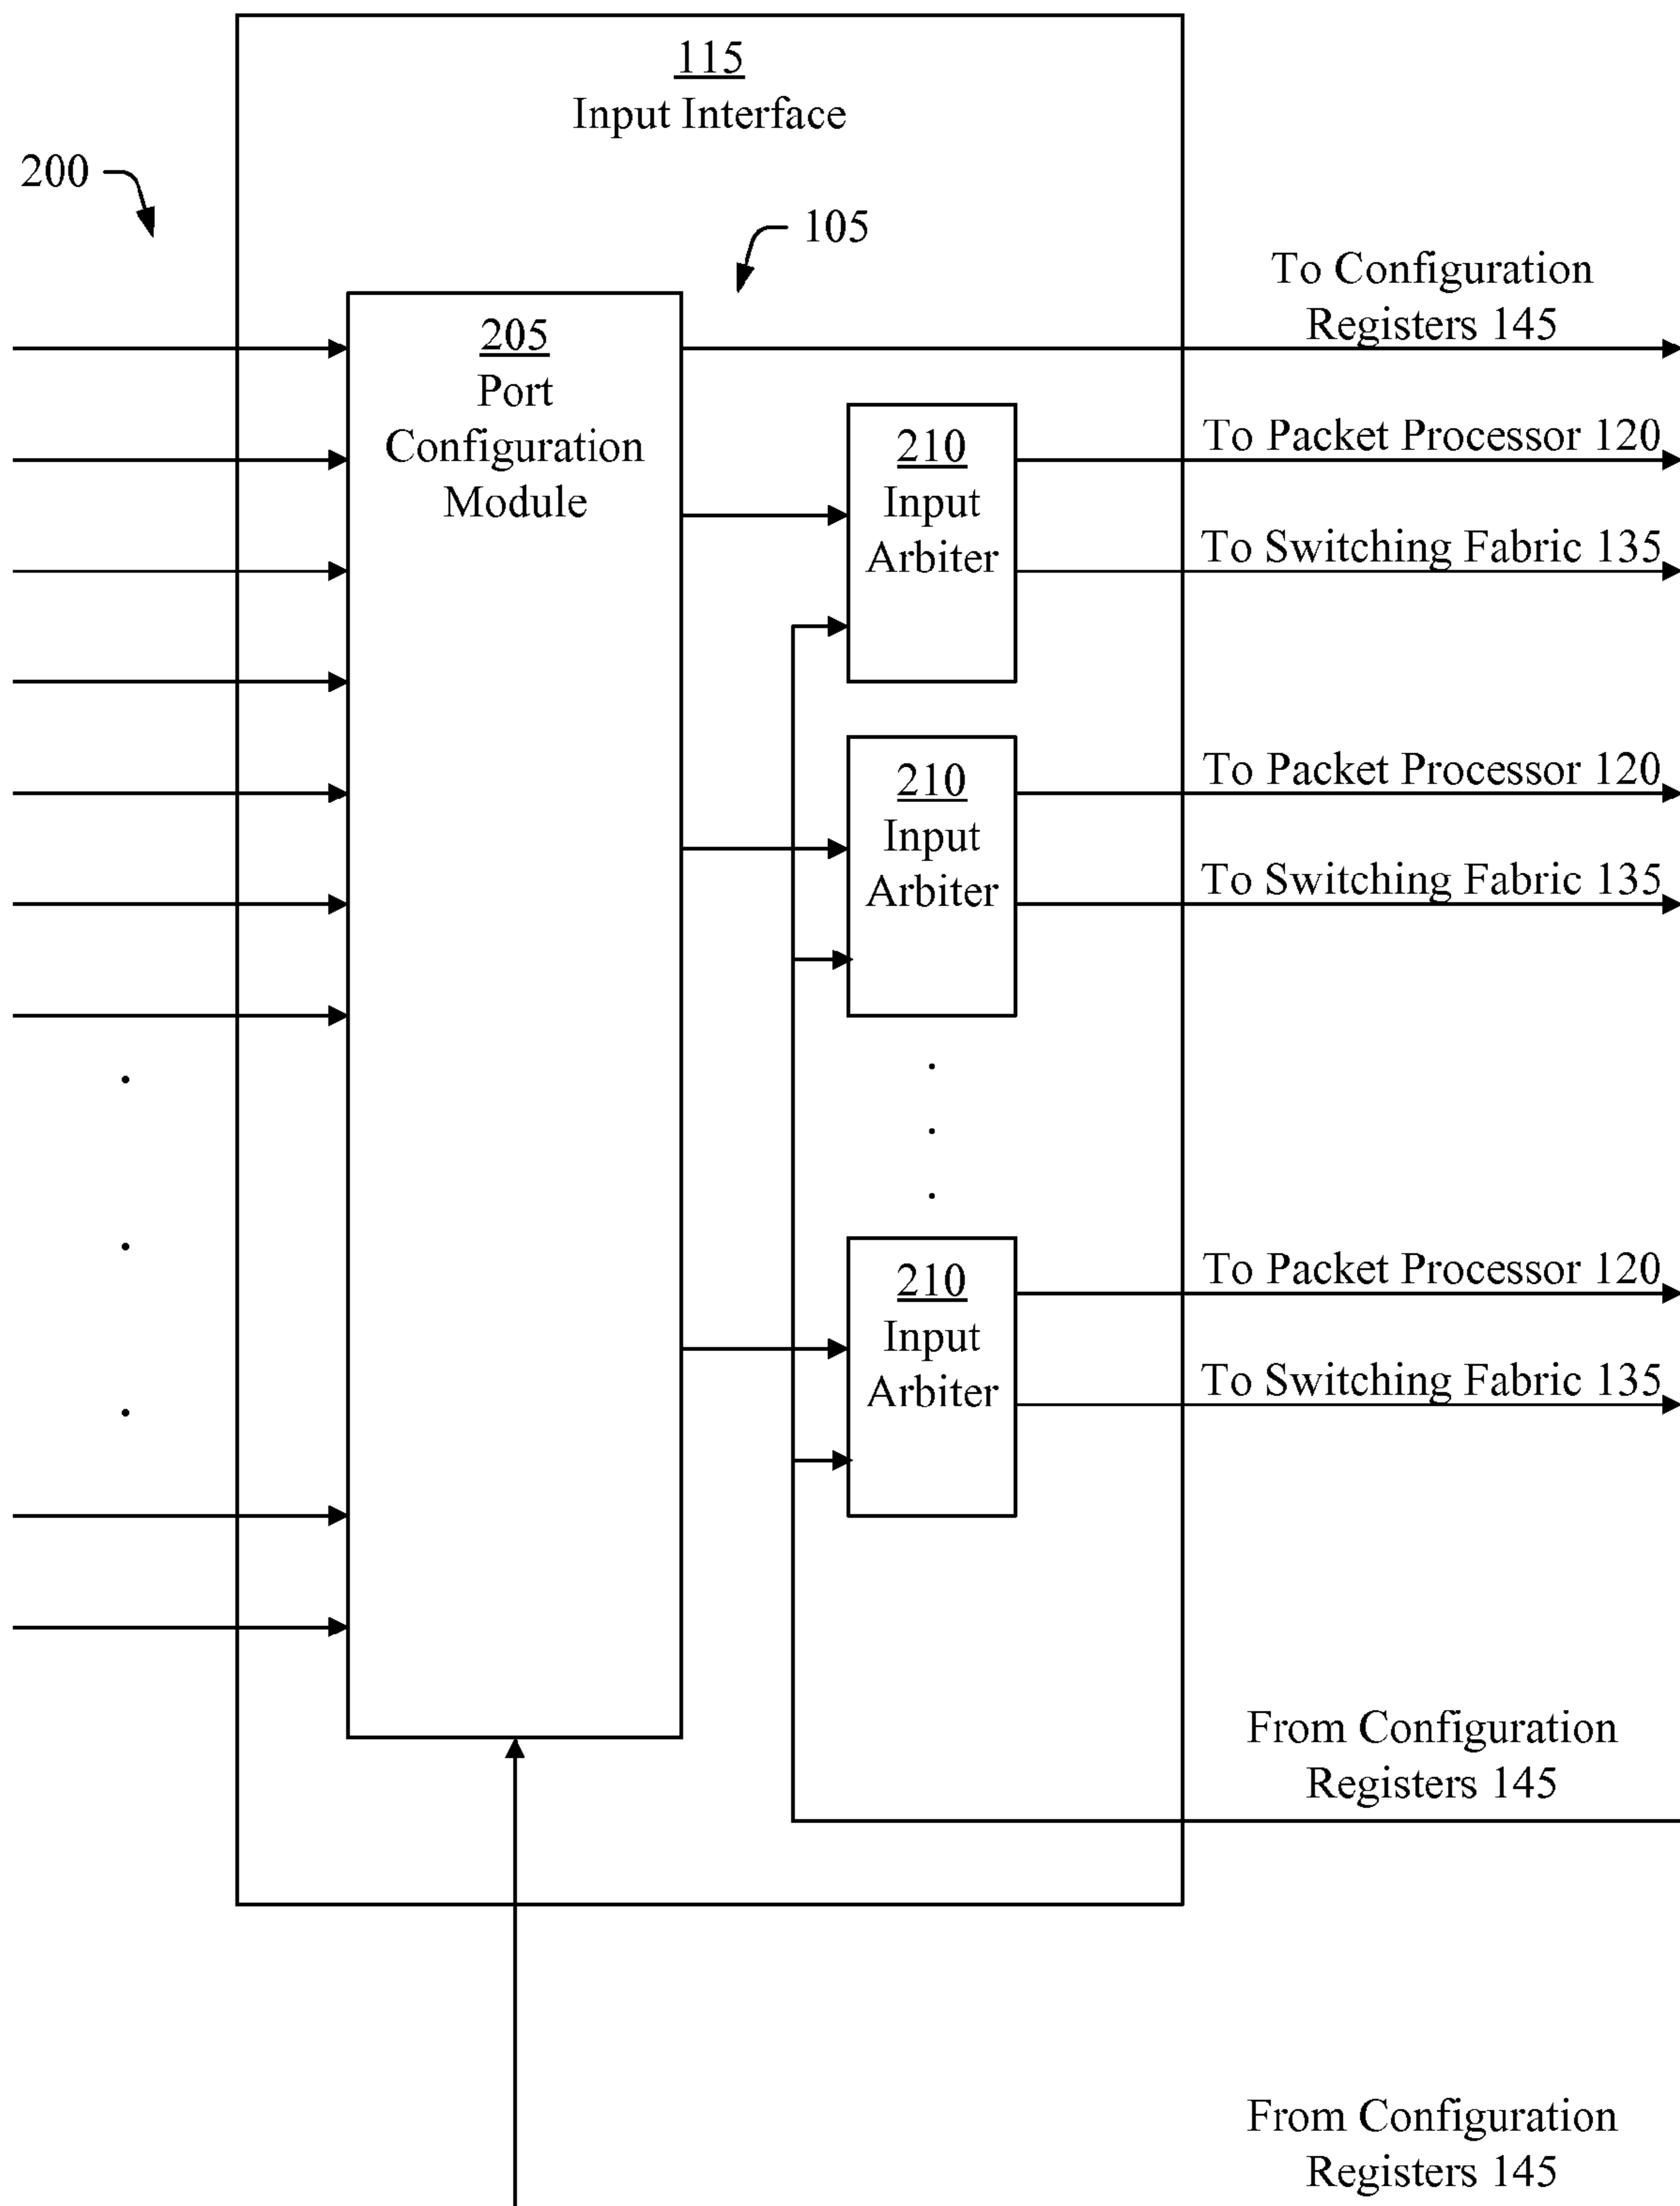 115
Input Interface
200
105
To Configuration
Registers 145
205
Port
Configuration
Module
210
Input
Arbiter
To Packet Processor 120
To Switching Fabric 135
210
Input
Arbiter
To Packet Processor 120
To Switching Fabric 135
210
Input
Arbiter
To Packet Processor 120
To Switching Fabric 135
From Configuration
Registers 145
From Configuration
Registers 145